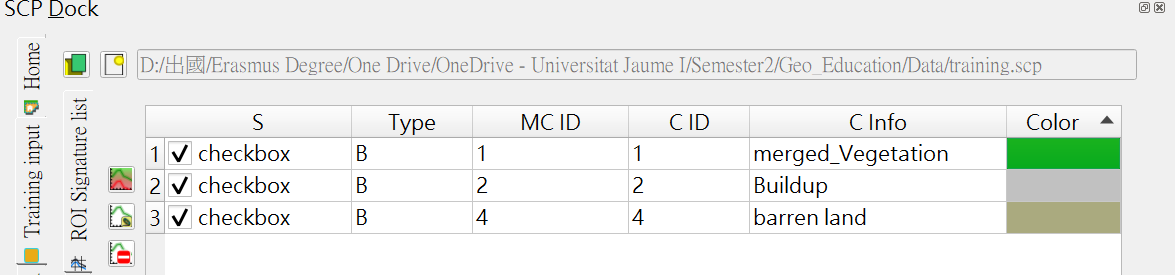 SCP Dock
Home
Training input
ROI Signature list
D:/出國/Erasmus Degree/One Drive/OneDrive - Universitat Jaume I/Semester2/Geo_Education/Data/training.scp
S Type MC ID C ID C Info Color
1 checkbox B 1 1 merged_Vegetation
2 checkbox B 2 2 Buildup
3 checkbox B 4 4 barren land